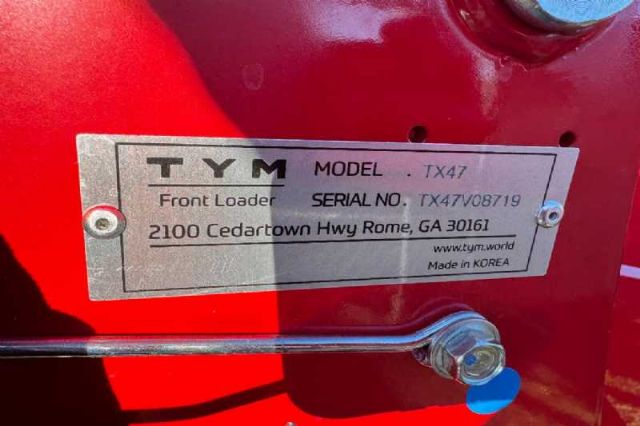 TYM MODEL . TX47
Front Loader SERIAL NO. TX47V08719
2100 Cedartown Hwy Rome, GA 30161
www.tym.world
Made in KOREA